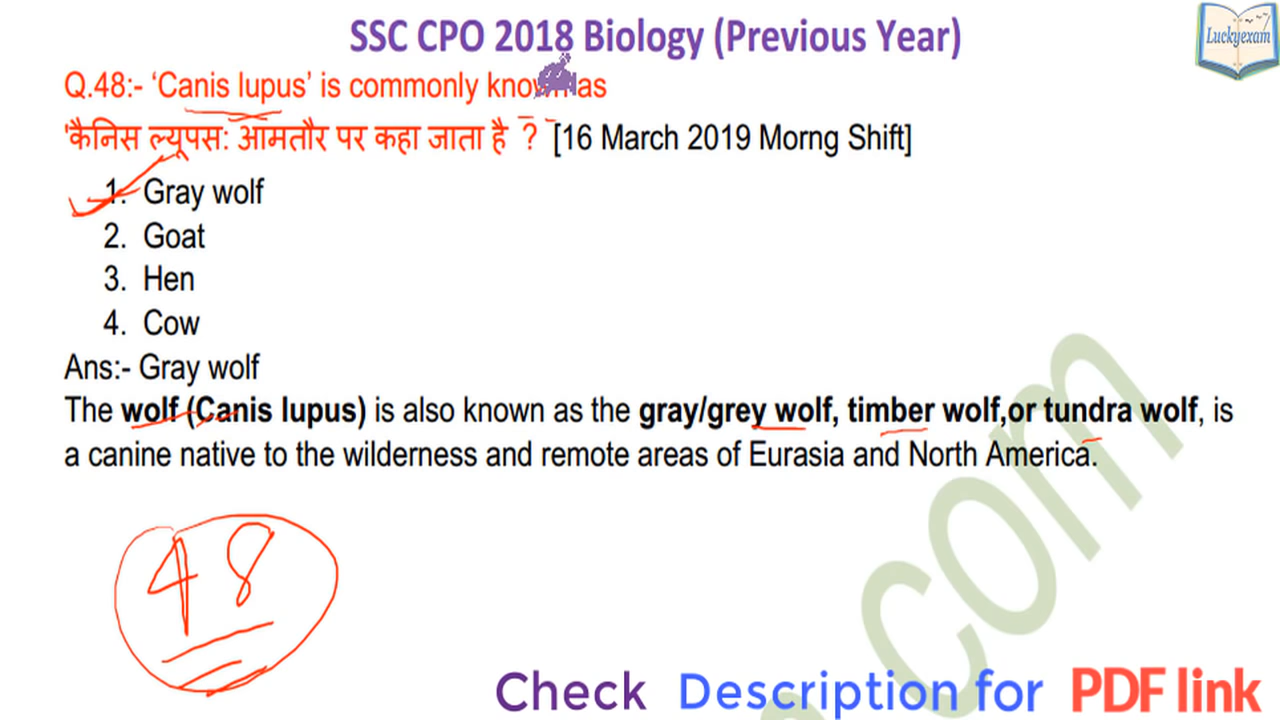 SSC CPO 2018 Biology (Previous Year)
Luckyexam
Q.48:- ‘Canis lupus’ is commonly known as
'कैनिस ल्यूपस: आमतौर पर कहा जाता है ? [16 March 2019 Morng Shift]
1. Gray wolf
2. Goat
3. Hen
4. Cow
Ans:- Gray wolf
The wolf (Canis lupus) is also known as the gray/grey wolf, timber wolf,or tundra wolf, is
a canine native to the wilderness and remote areas of Eurasia and North America.
48
.com
Check Description for PDF link